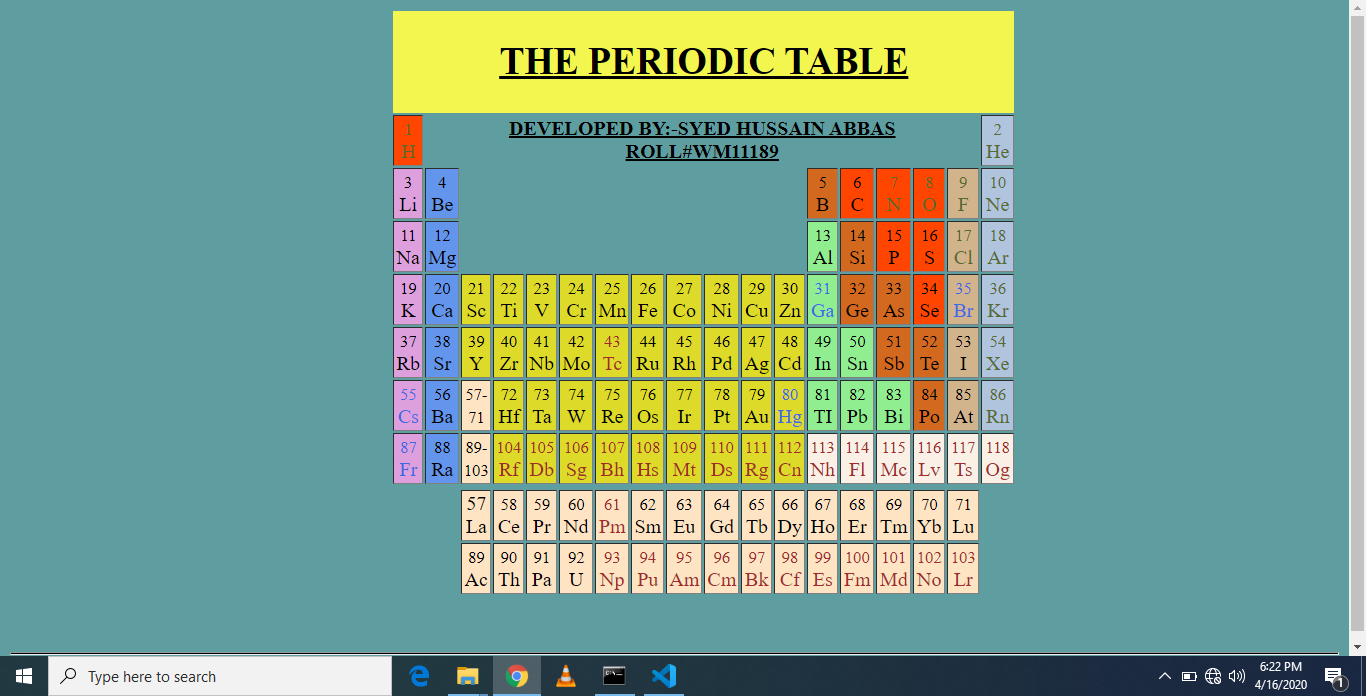 THE PERIODIC TABLE
1 DEVELOPED BY:-SYED HUSSAIN ABBAS 2
H ROLL#WM11189 He
3 4 5 6 7 8 9 10
Li Be B C N O F Ne
11 12 13 14 15 16 17 18
Na Mg Al Si P S Cl Ar
19 20 21 22 23 24 25 26 27 28 29 30 31 32 33 34 35 36
K Ca Sc Ti V Cr Mn Fe Co Ni Cu Zn Ga Ge As Se Br Kr
37 38 39 40 41 42 43 44 45 46 47 48 49 50 51 52 53 54
Rb Sr Y Zr Nb Mo Tc Ru Rh Pd Ag Cd In Sn Sb Te I Xe
55 56 57- 72 73 74 75 76 77 78 79 80 81 82 83 84 85 86
Cs Ba 71 Hf Ta W Re Os Ir Pt Au Hg TI Pb Bi Po At Rn
87 88 89- 104 105 106 107 108 109 110 111 112 113 114 115 116 117 118
Fr Ra 103 Rf Db Sg Bh Hs Mt Ds Rg Cn Nh Fl Mc Lv Ts Og
57 58 59 60 61 62 63 64 65 66 67 68 69 70 71
La Ce Pr Nd Pm Sm Eu Gd Tb Dy Ho Er Tm Yb Lu
89 90 91 92 93 94 95 96 97 98 99 100 101 102 103
Ac Th Pa U Np Pu Am Cm Bk Cf Es Fm Md No Lr
Type here to search
6:22 PM
4/16/2020
1